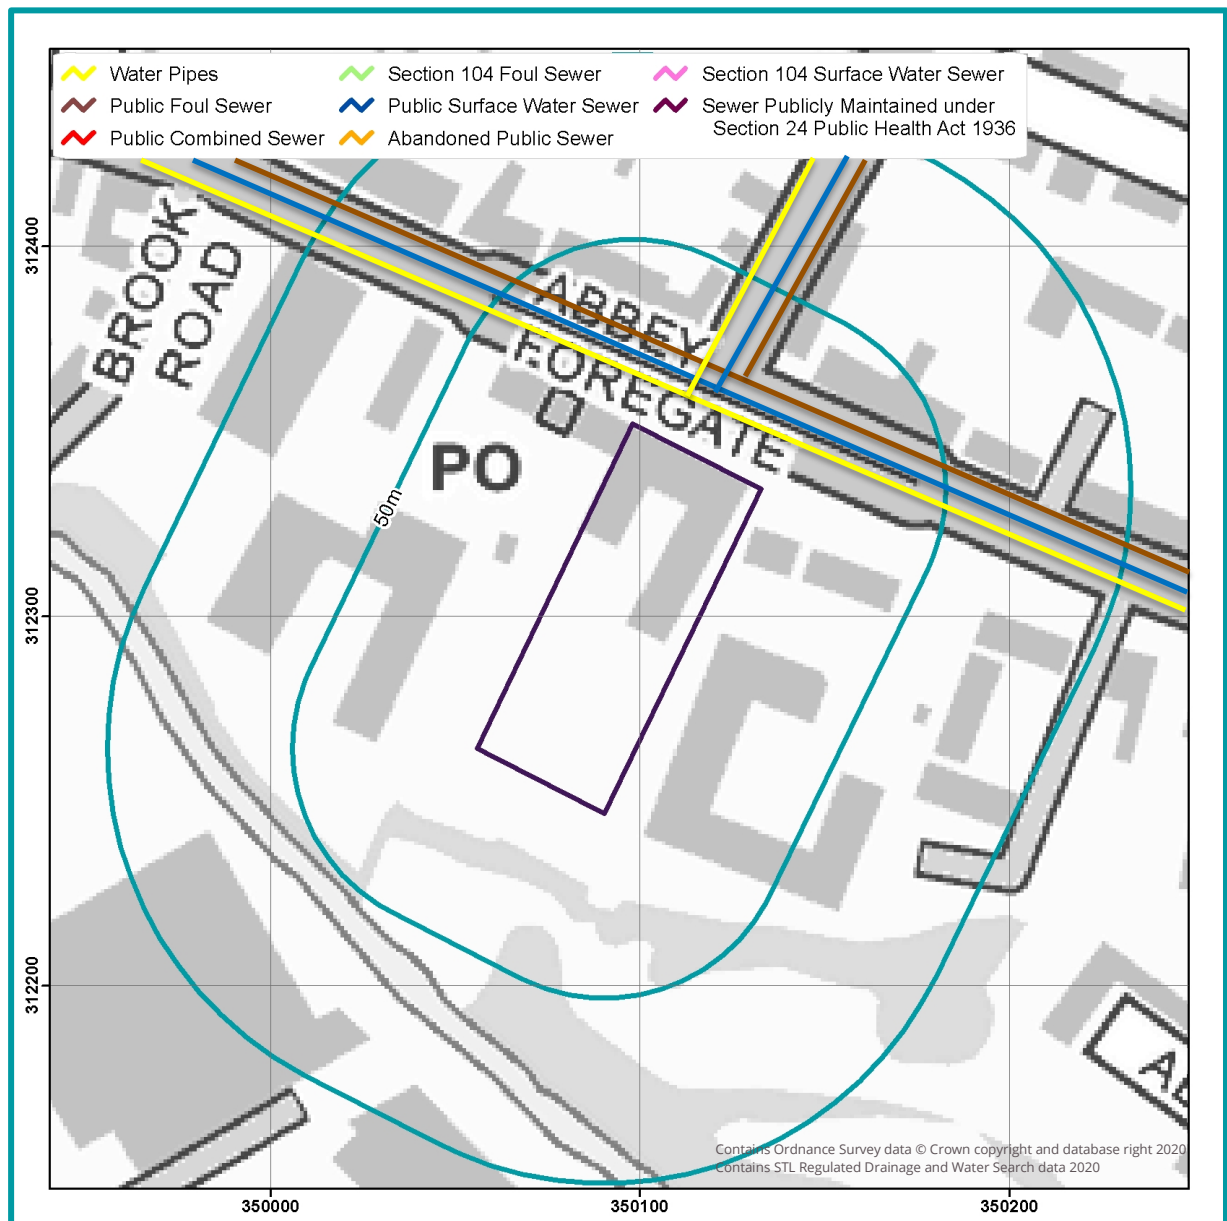 Water Pipes
Public Foul Sewer
Public Combined Sewer
Section 104 Foul Sewer
Public Surface Water Sewer
Abandoned Public Sewer
Section 104 Surface Water Sewer
Sewer Publicly Maintained under
Section 24 Public Health Act 1936
BROOK
ROAD
ABBEY
FOREGATE
PO
50m
312400
312300
312200
350000
350100
350200
Contains Ordnance Survey data © Crown copyright and database right 2020
Contains STL Regulated Drainage and Water Search data 2020